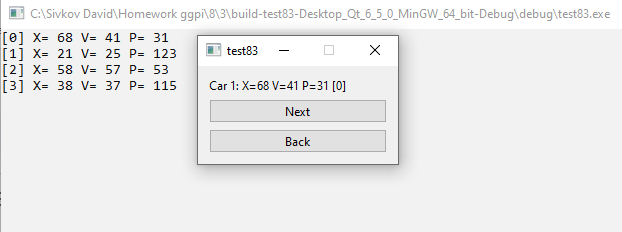 C:\Sivkov David\Homework ggpi\8\3\build-test83-Desktop_Qt_6_5_0_MinGW_64_bit-Debug\debug\test83.exe
[0] X= 68 V= 41 P= 31
[1] X= 21 V= 25 P= 123
[2] X= 58 V= 57 P= 53
[3] X= 38 V= 37 P= 115
test83
Car 1: X=68 V=41 P=31 [0]
Next
Back